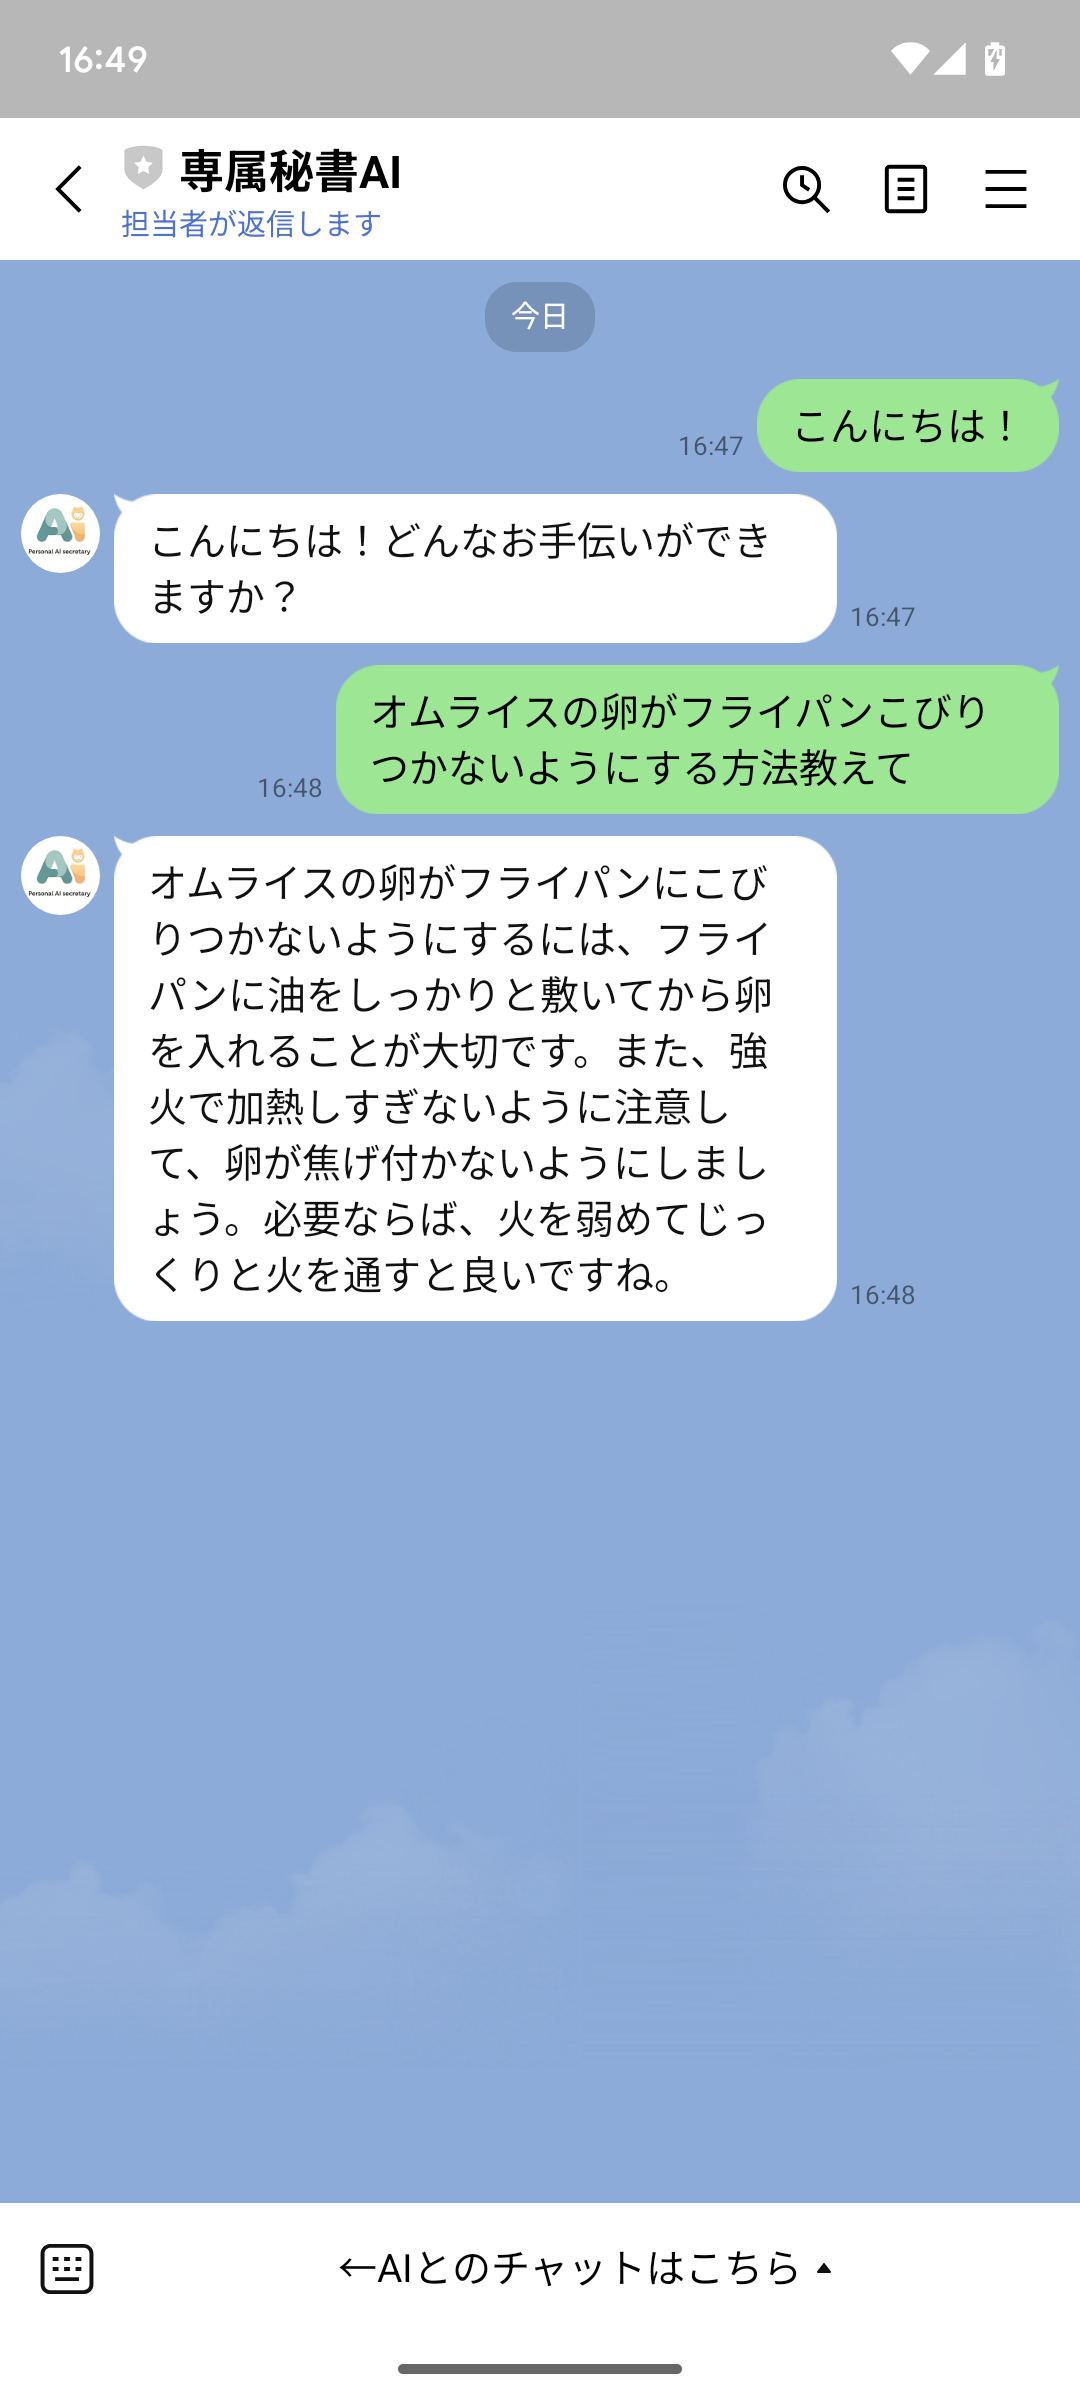 16:49
専属秘書AI
担当者が返信します
今日
こんにちは！
16:47
Ai
Personal AI secretary
こんにちは！どんなお手伝いができ
ますか？
16:47
オムライスの卵がフライパンこびり
つかないようにする方法教えて
16:48
Ai
Personal AI secretary
オムライスの卵がフライパンにこび
りつかないようにするには、フライ
パンに油をしっかりと敷いてから卵
を入れることが大切です。また、強
火で加熱しすぎないように注意し
て、卵が焦げ付かないようにしまし
ょう。必要ならば、火を弱めてじっ
くりと火を通すと良いですね。
16:48
←AIとのチャットはこちら